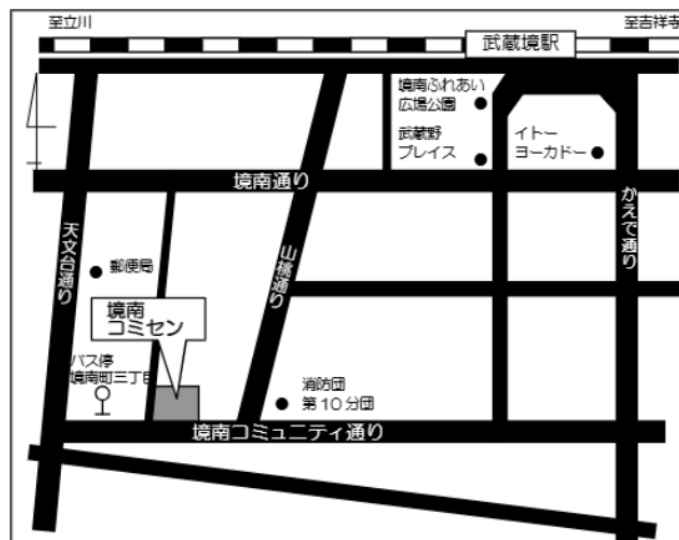 至立川
至吉祥寺
武蔵境駅
境南ふれあい
広場公園
武蔵野
プレイス
イトー
ヨーカドー
境南通り
天文台通り
山桃通り
かえで通り
郵便局
境南
コミセン
バス停
境南町三丁目
消防団
第10分団
境南コミュニティ通り